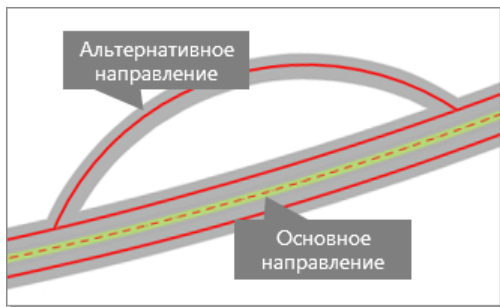 Альтернативное
направление
Основное
направление